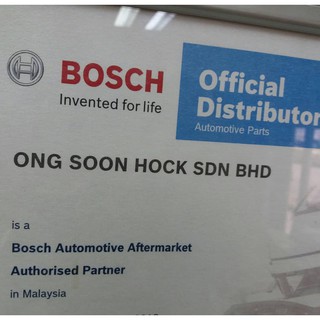 BOSCH
Invented for life
Official
Distributor
Automotive Parts
ONG SOON HOCK SDN BHD
is a
Bosch Automotive Aftermarket
Authorised Partner
in Malaysia